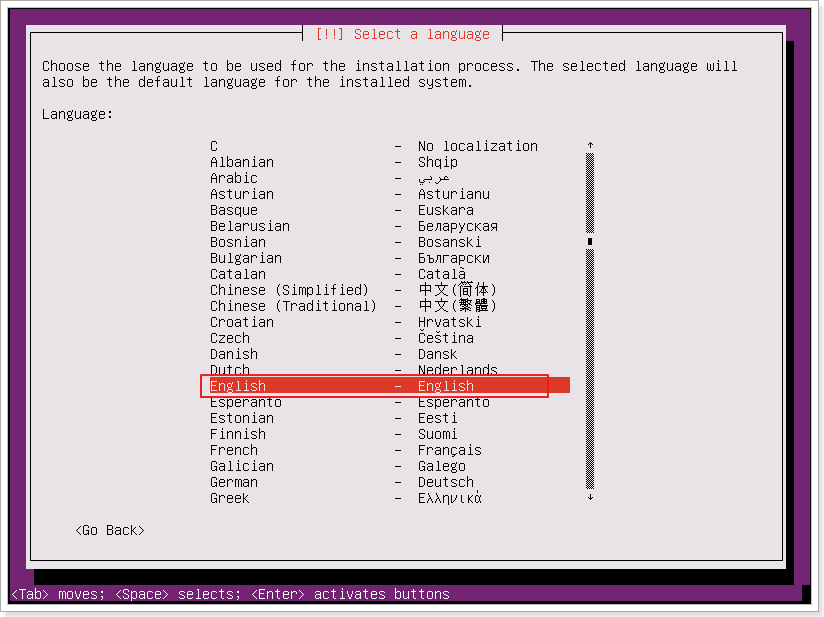 [!!] Select a language
Choose the language to be used for the installation process. The selected language will
also be the default language for the installed system.
Language:
C - No localization
Albanian - Shqip
Arabic - عربي
Asturian - Asturianu
Basque - Euskara
Belarusian - Беларуская
Bosnian - Bosanski
Bulgarian - Български
Catalan - Català
Chinese (Simplified) - 中文(简体)
Chinese (Traditional) - 中文(繁體)
Croatian - Hrvatski
Czech - Čeština
Danish - Dansk
Dutch - Nederlands
English - English
Esperanto - Esperanto
Estonian - Eesti
Finnish - Suomi
French - Français
Galician - Galego
German - Deutsch
Greek - Ελληνικά
<Go Back>
<Tab> moves; <Space> selects; <Enter> activates buttons